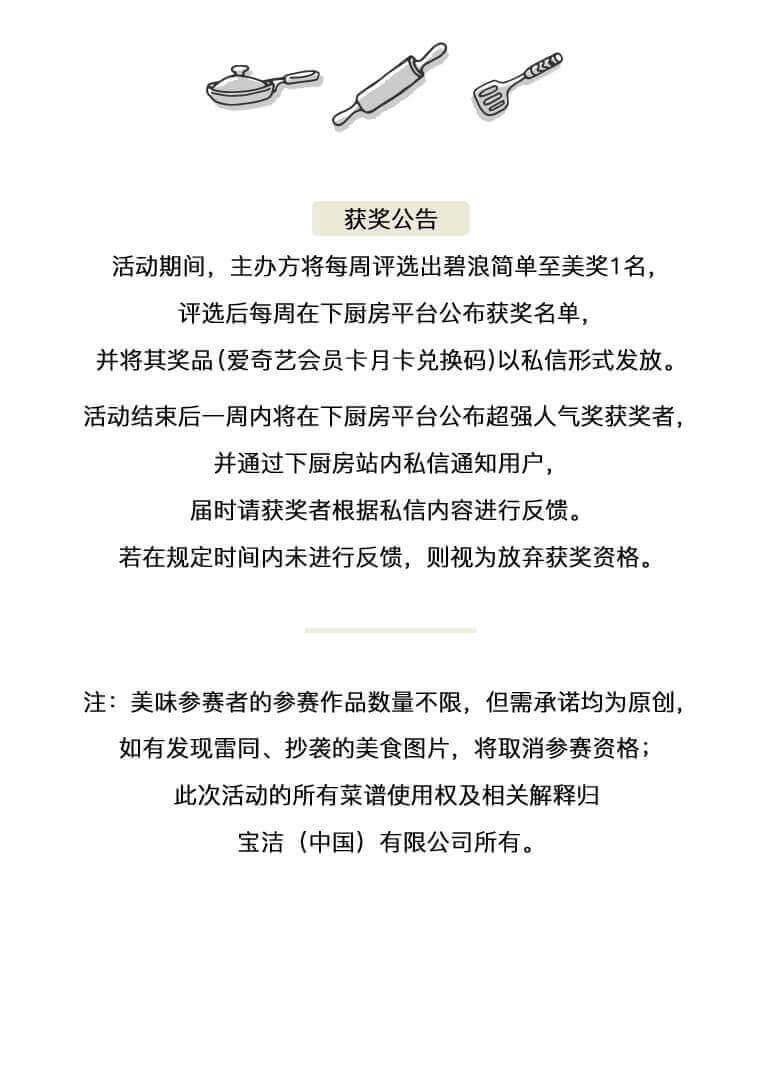 获奖公告
活动期间，主办方将每周评选出碧浪简单至美奖1名，
评选后每周在下厨房平台公布获奖名单，
并将其奖品(爱奇艺会员卡月卡兑换码)以私信形式发放。
活动结束后一周内将在下厨房平台公布超强人气奖获奖者，
并通过下厨房站内私信通知用户，
届时请获奖者根据私信内容进行反馈。
若在规定时间内未进行反馈，则视为放弃获奖资格。
注：美味参赛者的参赛作品数量不限，但需承诺均为原创，
如有发现雷同、抄袭的美食图片，将取消参赛资格；
此次活动的所有菜谱使用权及相关解释归
宝洁（中国）有限公司所有。